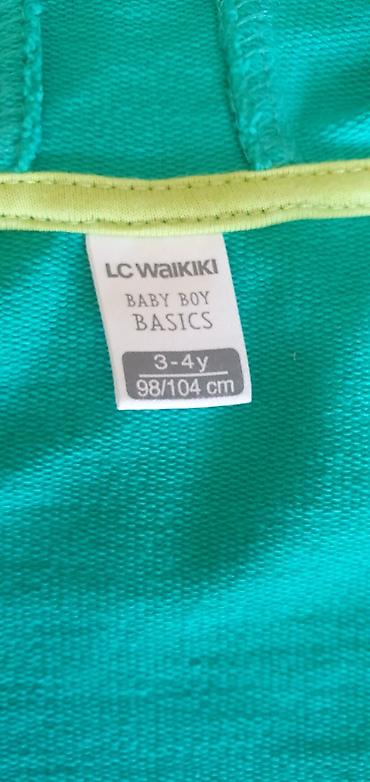 LC WAIKIKI
BABY BOY
BASICS
3-4y
98/104 cm